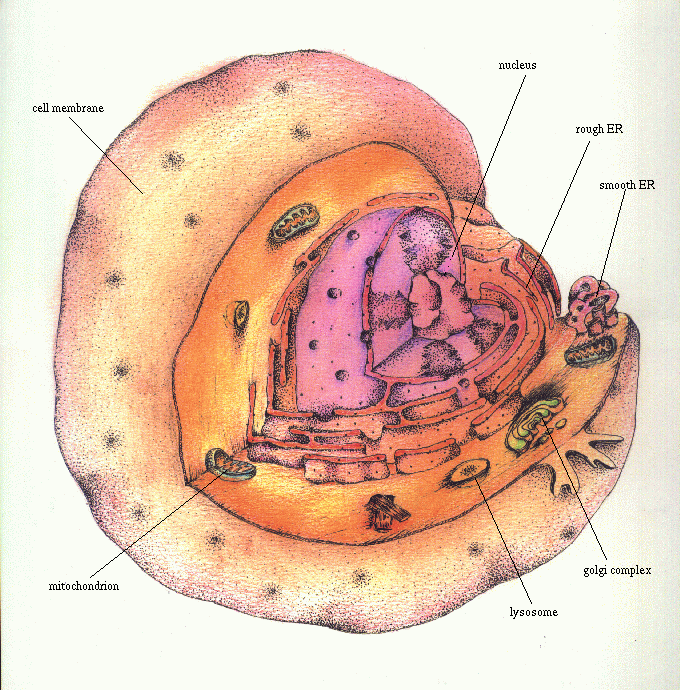 nucleus
cell membrane
rough ER
smooth ER
golgi complex
mitochondrion
lysosome